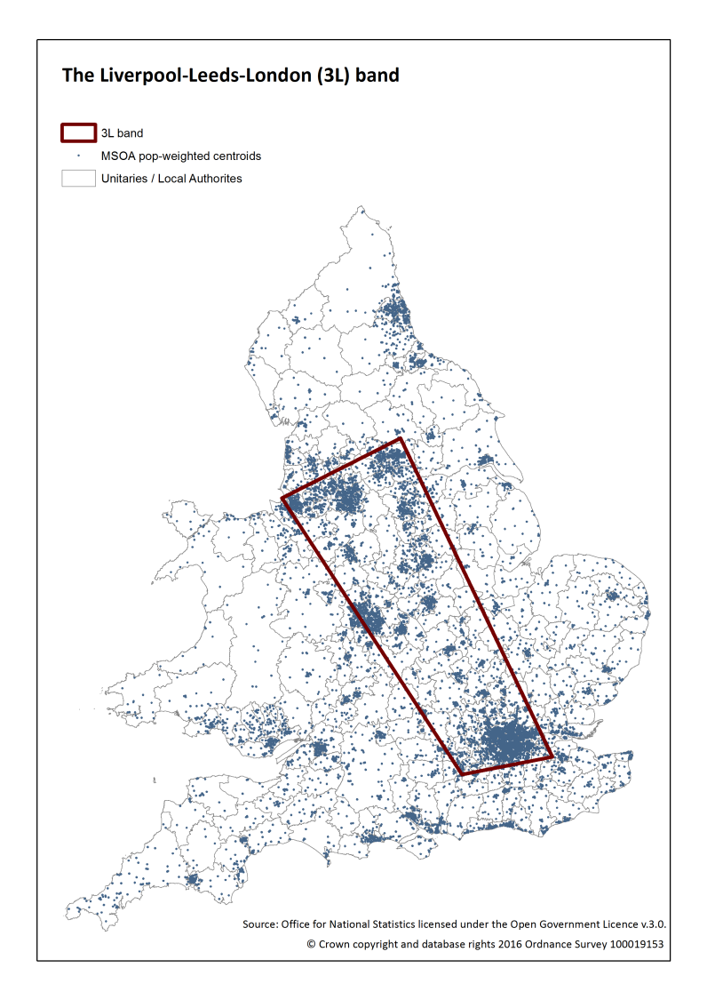 The Liverpool-Leeds-London (3L) band
3L band
MSOA pop-weighted centroids
Unitaries / Local Authorites
Source: Office for National Statistics licensed under the Open Government Licence v.3.0.
© Crown copyright and database rights 2016 Ordnance Survey 100019153